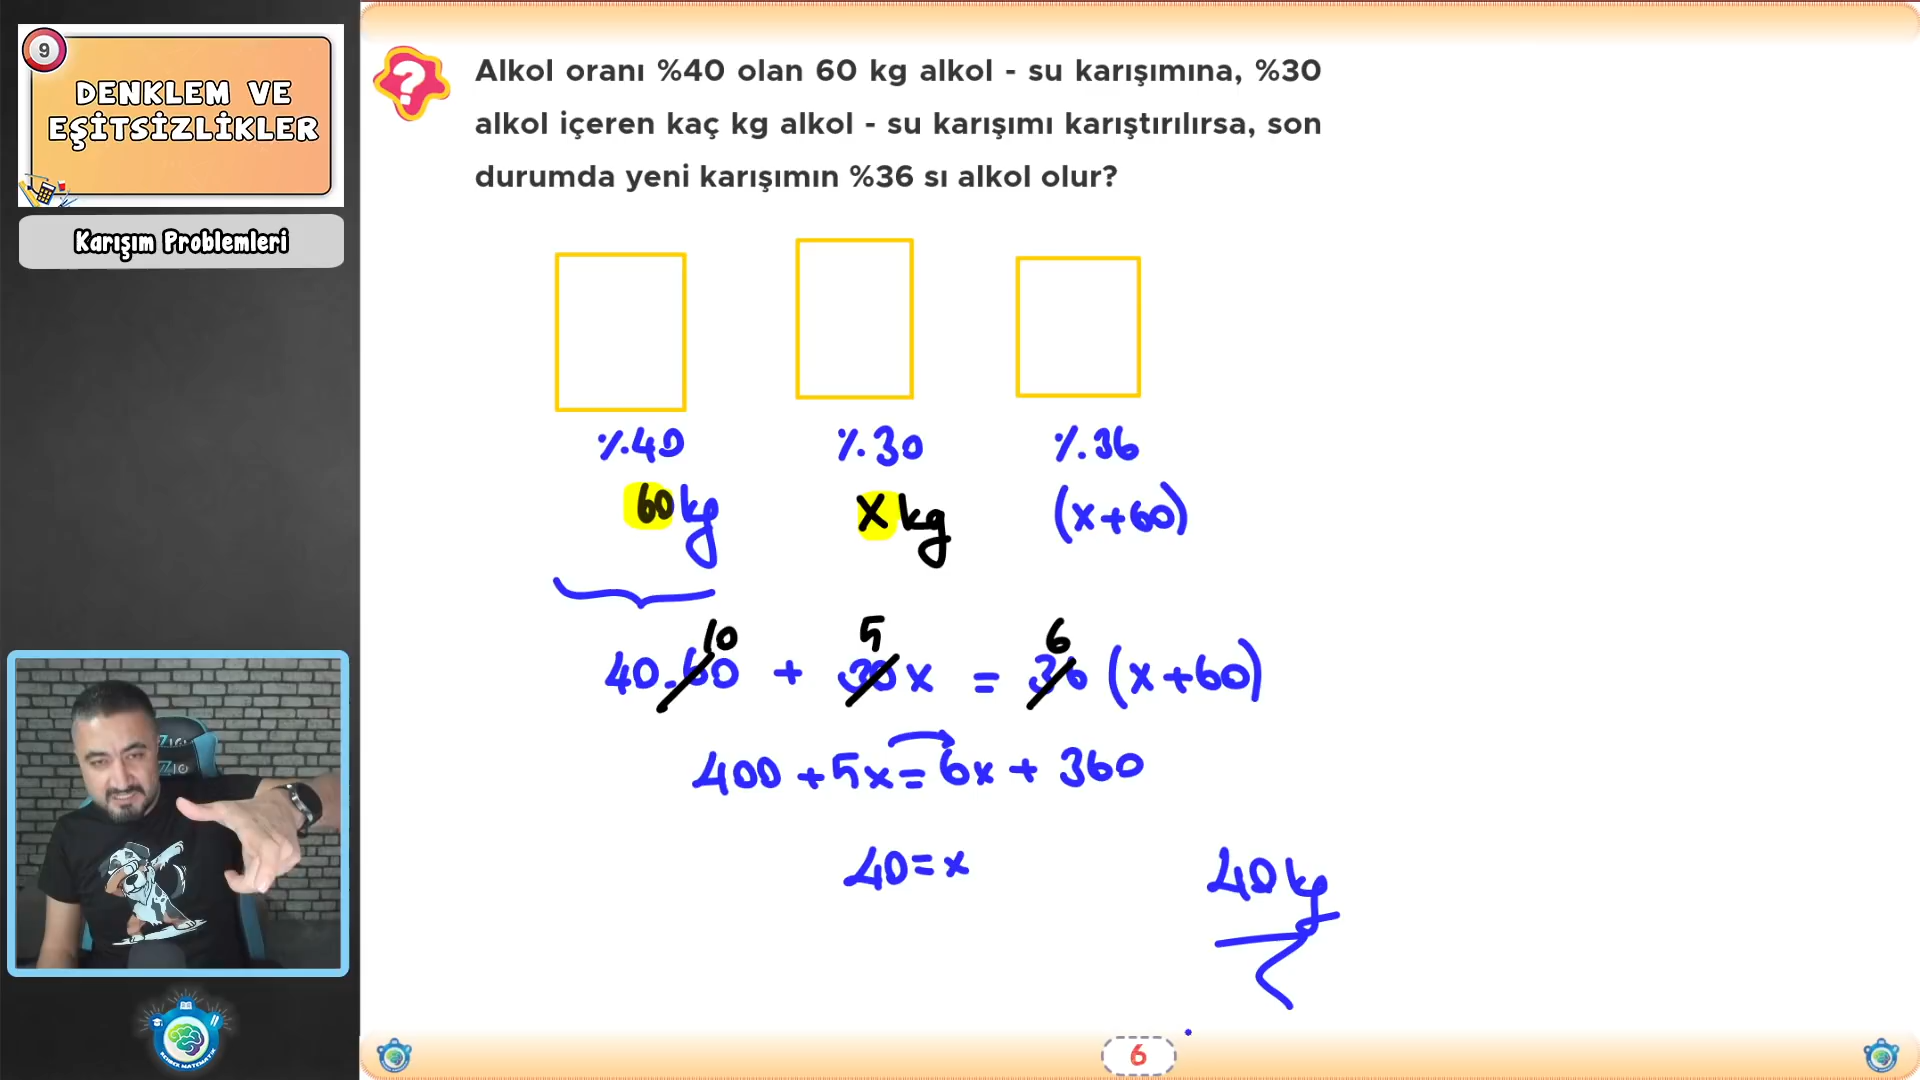 9
DENKLEM VE
EŞİTSİZLİKLER
Karışım Problemleri
Alkol oranı %40 olan 60 kg alkol - su karışımına, %30
alkol içeren kaç kg alkol - su karışımı karıştırılırsa, son
durumda yeni karışımın %36 sı alkol olur?
%40 %30 %36
60 kg x kg (x+60)
10 5 6
40.60 + 30x = 36 (x+60)
400 + 5x = 6x + 360
40 = x
40 kg
6